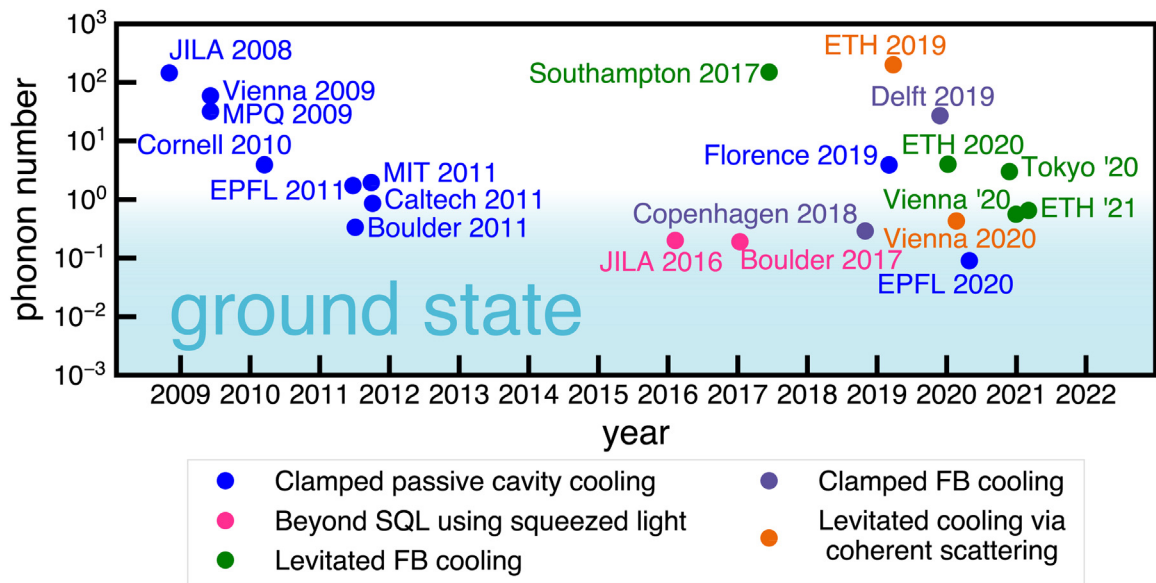 phonon number
10³
10²
10¹
10⁰
10⁻¹
10⁻²
10⁻³
JILA 2008
Vienna 2009
MPQ 2009
Cornell 2010
EPFL 2011
MIT 2011
Caltech 2011
Boulder 2011
Southampton 2017
ETH 2019
Delft 2019
Florence 2019
ETH 2020
Tokyo '20
Vienna '20
ETH '21
Copenhagen 2018
Vienna 2020
JILA 2016
Boulder 2017
EPFL 2020
ground state
2009 2010 2011 2012 2013 2014 2015 2016 2017 2018 2019 2020 2021 2022
year
Clamped passive cavity cooling
Beyond SQL using squeezed light
Levitated FB cooling
Clamped FB cooling
Levitated cooling via
coherent scattering